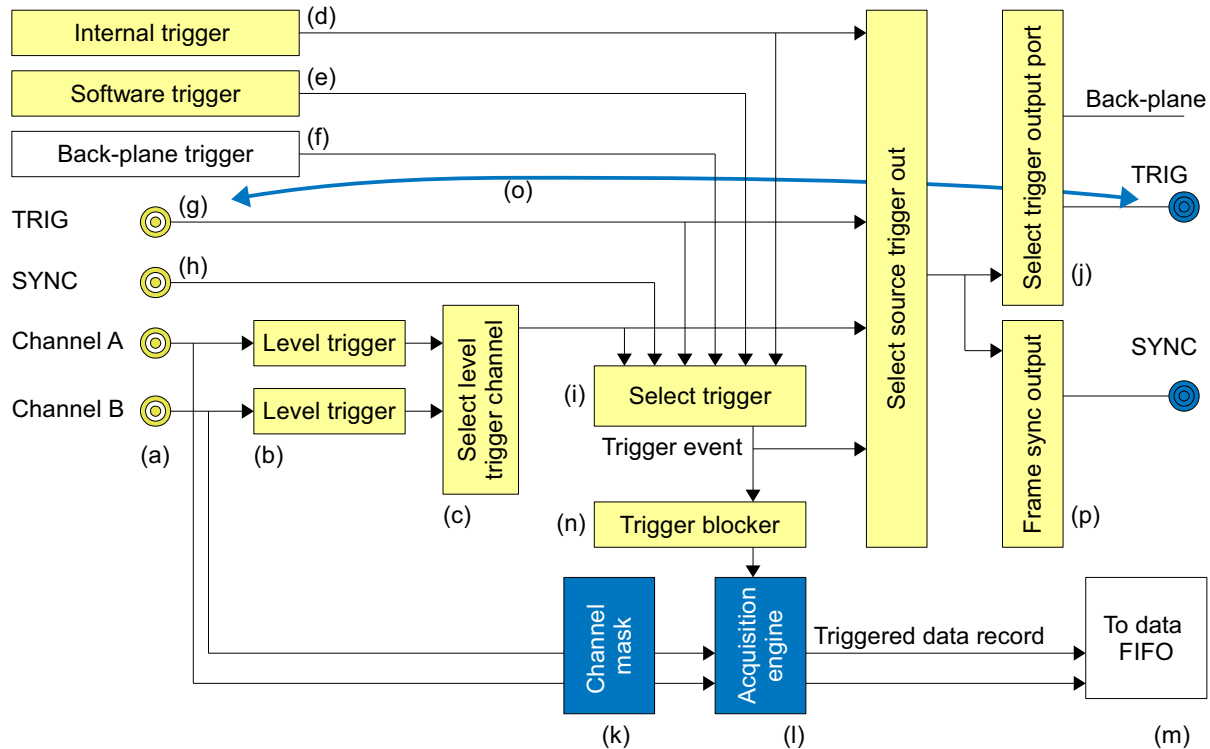 Internal trigger
(d)
Software trigger
(e)
Back-plane trigger
(f)
TRIG
(g)
(o)
SYNC
(h)
Channel A
Level trigger
Channel B
Level trigger
(a)
(b)
Select level
trigger channel
(c)
(i)
Select trigger
Trigger event
(n)
Trigger blocker
Select source trigger out
Select trigger output port
(j)
Back-plane
TRIG
Frame sync output
(p)
SYNC
Channel
mask
(k)
Acquisition
engine
(l)
Triggered data record
To data
FIFO
(m)